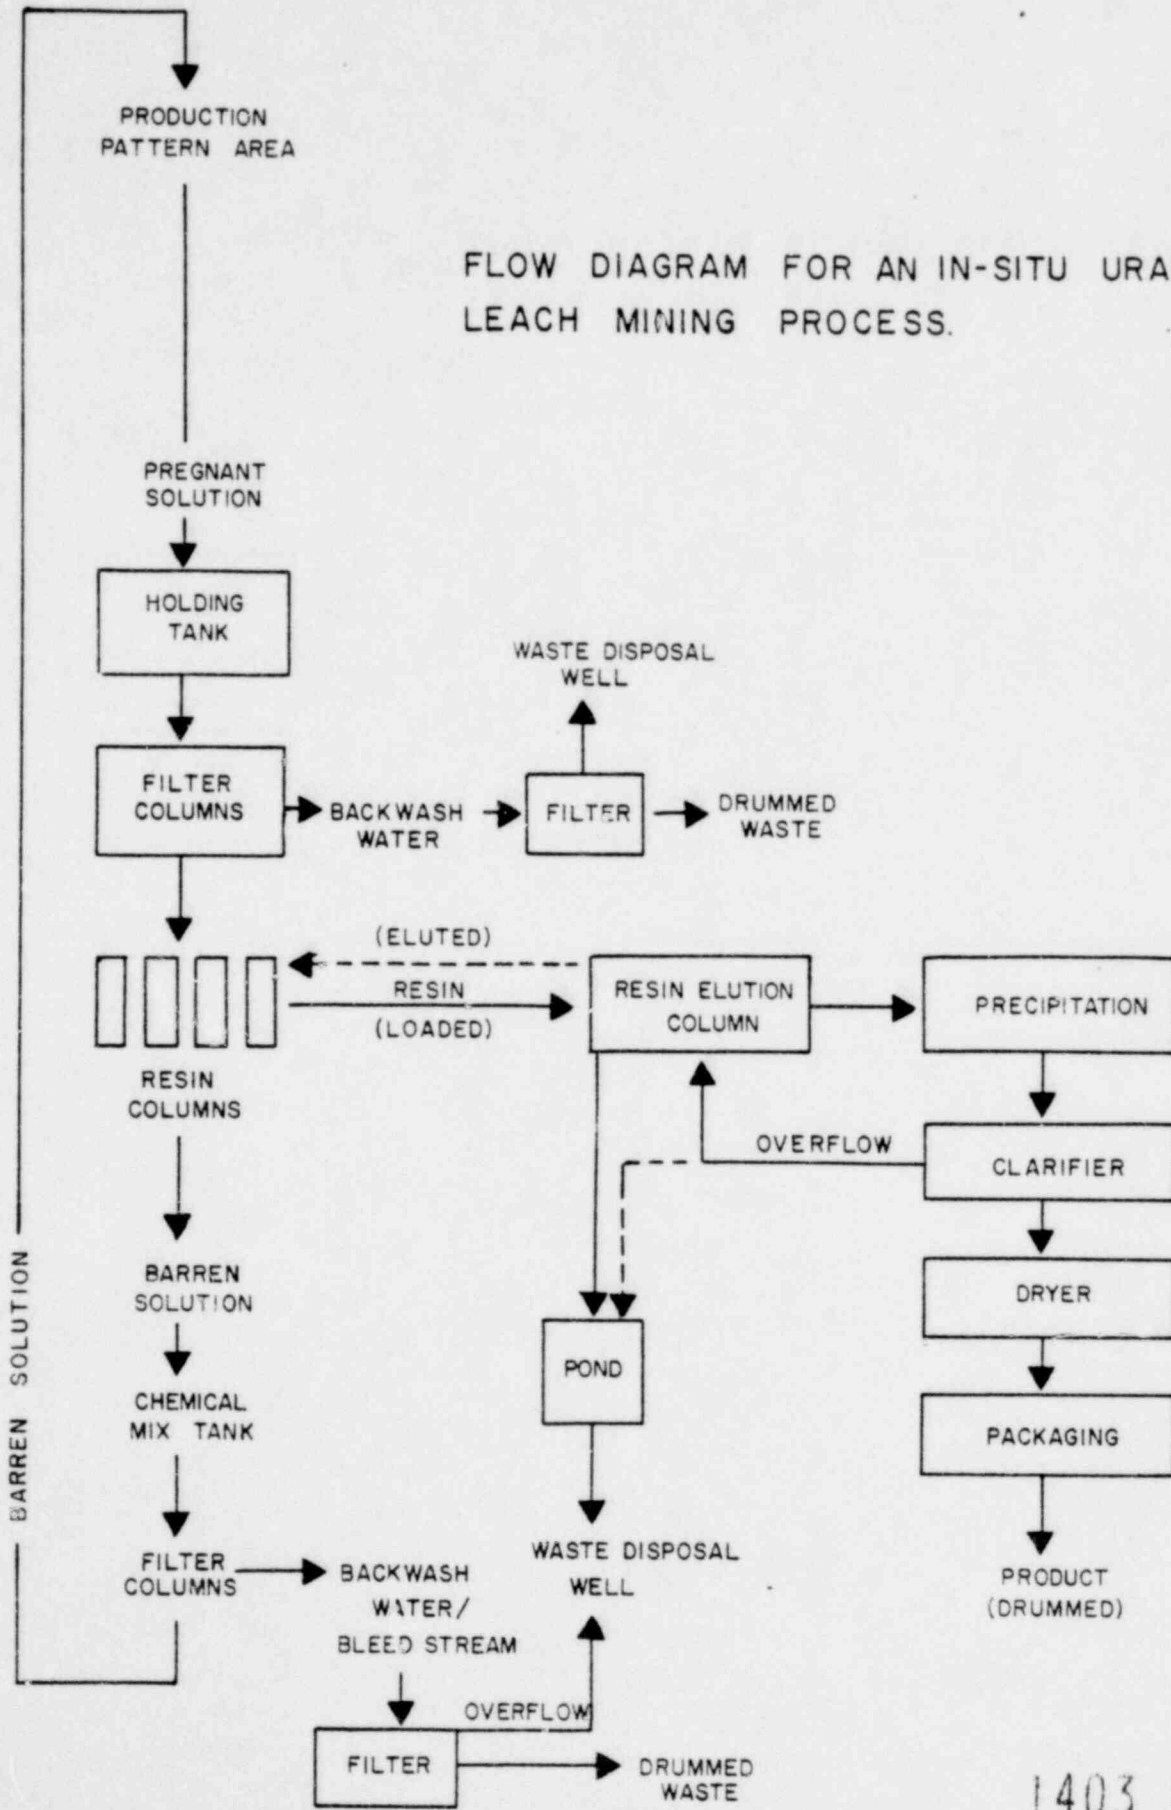 PRODUCTION
PATTERN AREA
FLOW DIAGRAM FOR AN IN-SITU URA
LEACH MINING PROCESS.
PREGNANT
SOLUTION
HOLDING
TANK
WASTE DISPOSAL
WELL
FILTER
COLUMNS
BACKWASH
WATER
FILTER
DRUMMED
WASTE
(ELUTED)
RESIN
(LOADED)
RESIN ELUTION
COLUMN
PRECIPITATION
RESIN
COLUMNS
OVERFLOW
CLARIFIER
BARREN SOLUTION
BARREN
SOLUTION
DRYER
POND
CHEMICAL
MIX TANK
PACKAGING
FILTER
COLUMNS
BACKWASH
WATER/
BLEED STREAM
WASTE DISPOSAL
WELL
PRODUCT
(DRUMMED)
OVERFLOW
FILTER
DRUMMED
WASTE
1403